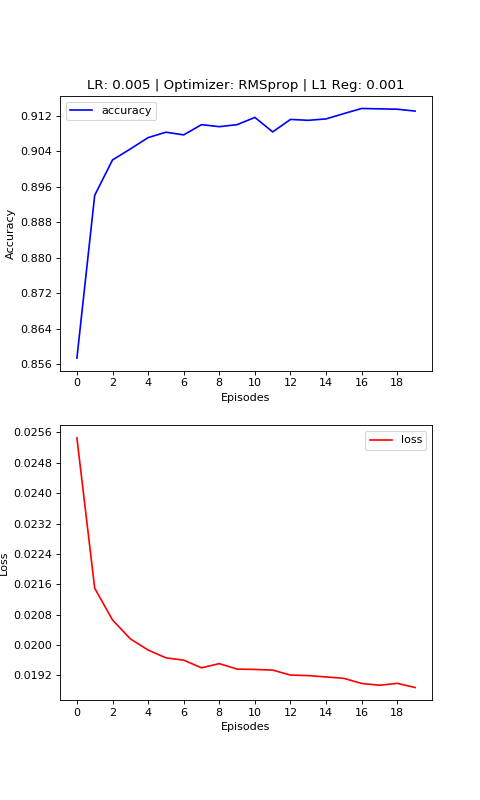 LR: 0.005 | Optimizer: RMSprop | L1 Reg: 0.001
accuracy
0.912
0.904
0.896
0.888
0.880
0.872
0.864
0.856
Accuracy
0 2 4 6 8 10 12 14 16 18
Episodes
loss
0.0256
0.0248
0.0240
0.0232
0.0224
0.0216
0.0208
0.0200
0.0192
Loss
0 2 4 6 8 10 12 14 16 18
Episodes